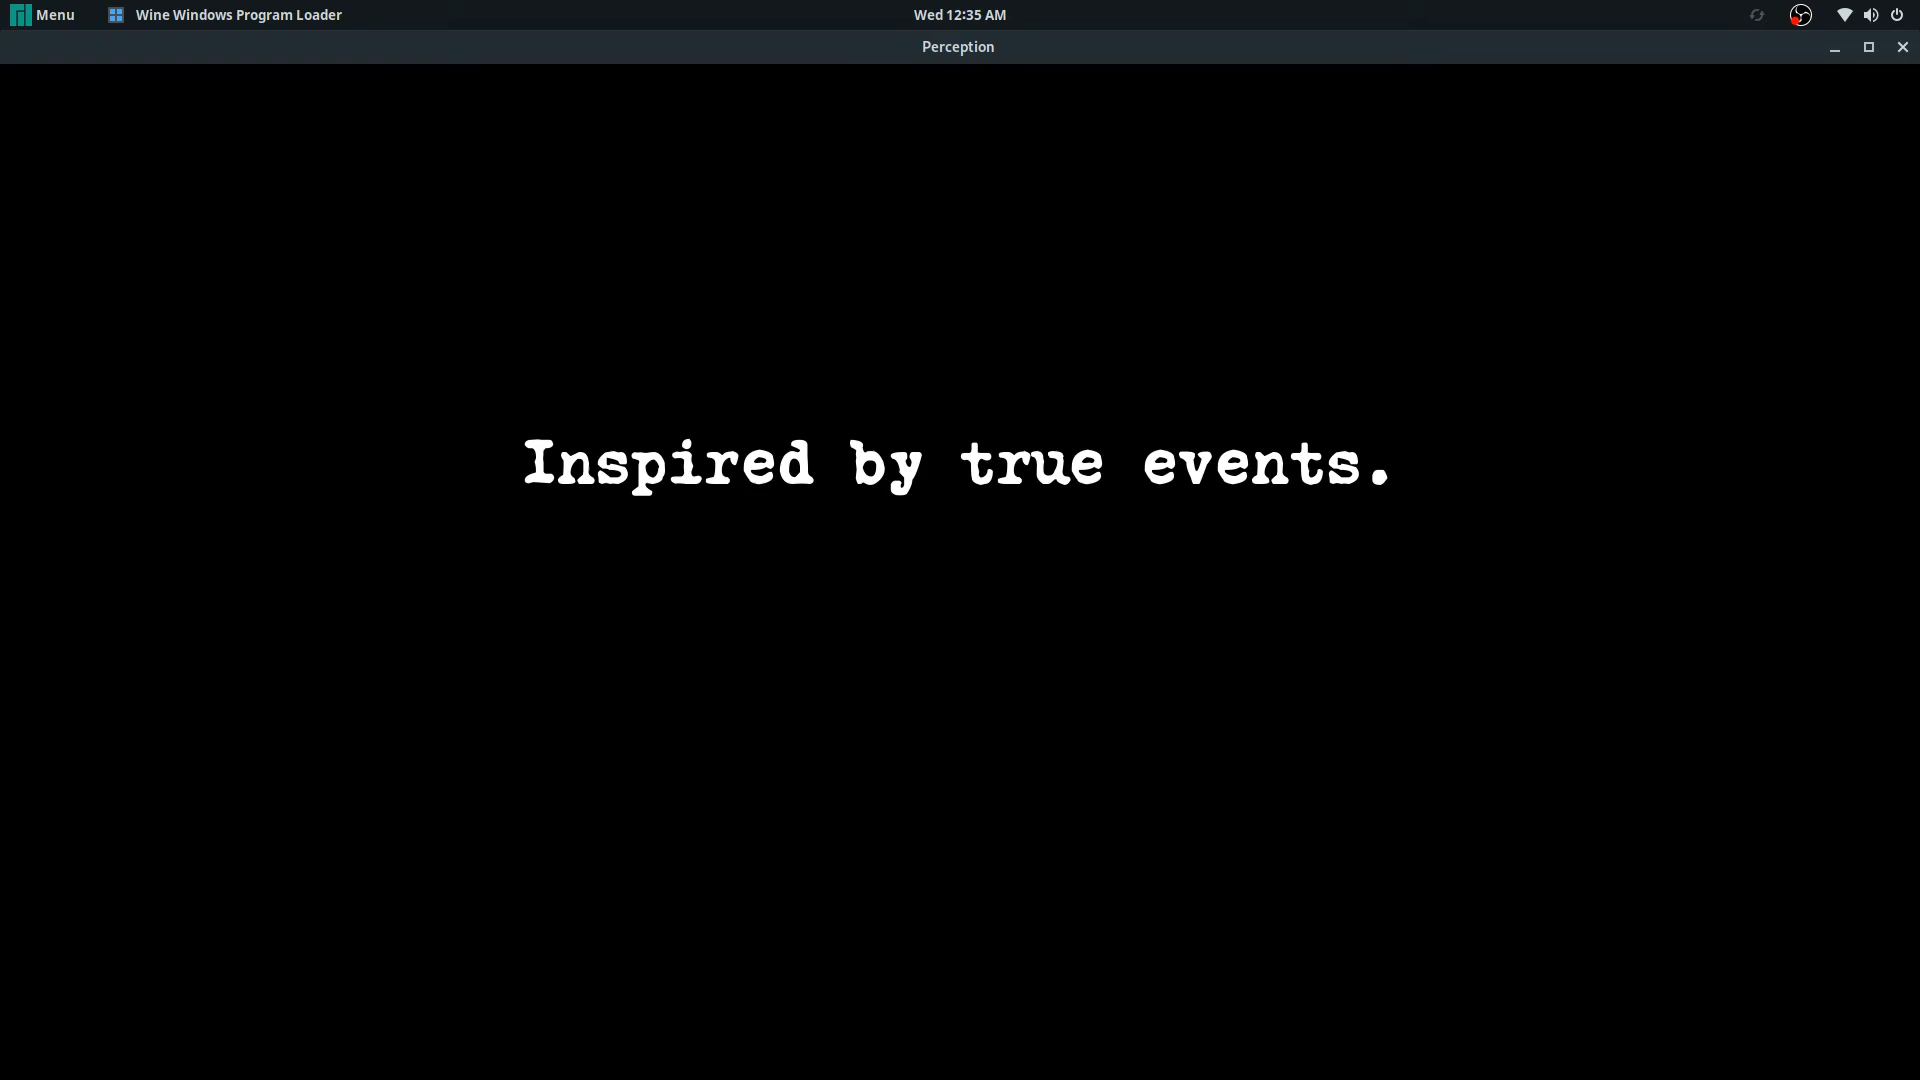 Menu Wine Windows Program Loader Wed 12:35 AM
Perception
Inspired by true events.